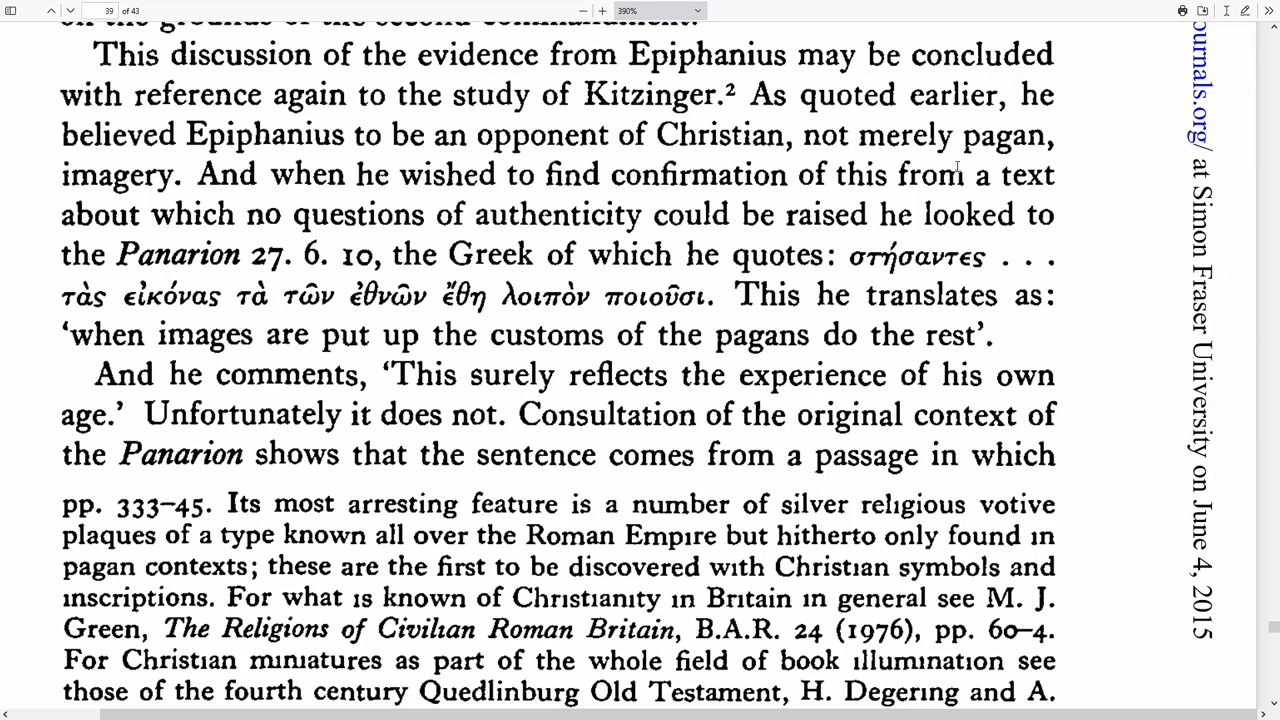 39 of 43
390%
on the grounds of the second commandment.
This discussion of the evidence from Epiphanius may be concluded
with reference again to the study of Kitzinger.² As quoted earlier, he
believed Epiphanius to be an opponent of Christian, not merely pagan,
imagery. And when he wished to find confirmation of this from a text
about which no questions of authenticity could be raised he looked to
the Panarion 27. 6. 10, the Greek of which he quotes: στήσαντες . . .
τὰς εἰκόνας τὰ τῶν ἐθνῶν ἔθη λοιπὸν ποιοῦσι. This he translates as:
‘when images are put up the customs of the pagans do the rest’.
And he comments, ‘This surely reflects the experience of his own
age.’ Unfortunately it does not. Consultation of the original context of
the Panarion shows that the sentence comes from a passage in which
pp. 333–45. Its most arresting feature is a number of silver religious votive
plaques of a type known all over the Roman Empire but hitherto only found in
pagan contexts; these are the first to be discovered with Christian symbols and
inscriptions. For what is known of Christianity in Britain in general see M. J.
Green, The Religions of Civilian Roman Britain, B.A.R. 24 (1976), pp. 60–4.
For Christian miniatures as part of the whole field of book illumination see
those of the fourth century Quedlinburg Old Testament, H. Degering and A.
ournals.org/ at Simon Fraser University on June 4, 2015